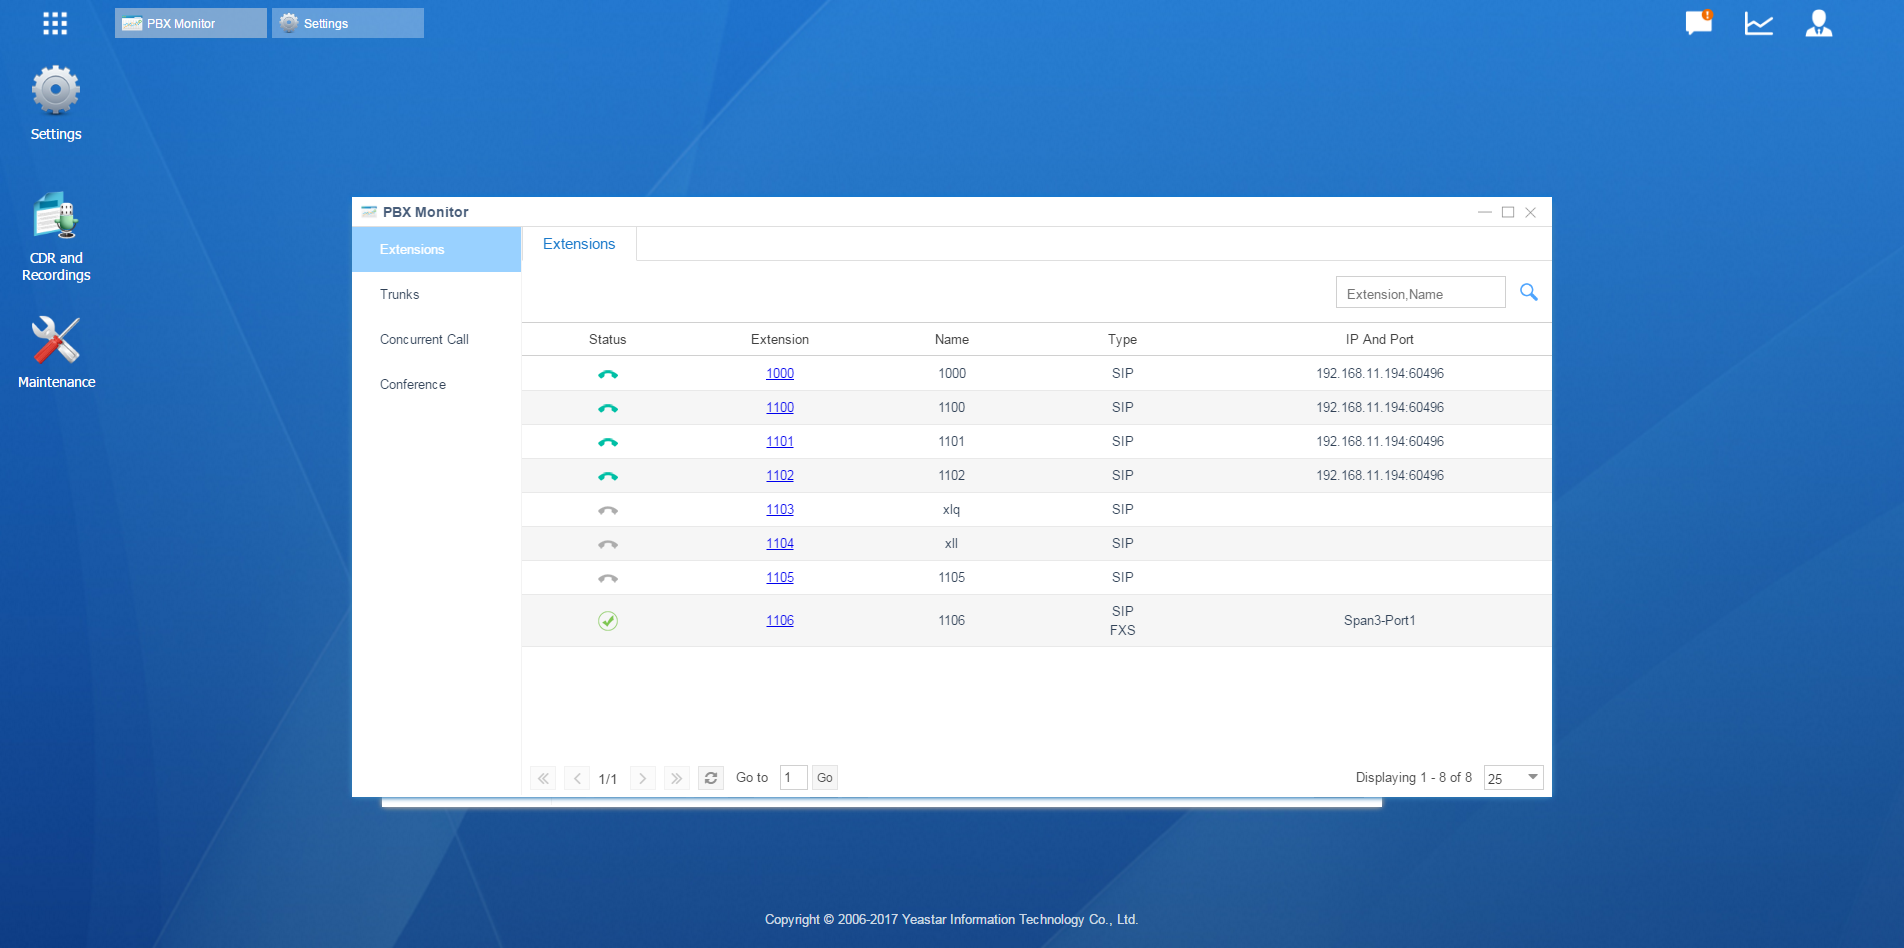 PBX Monitor
Settings
Settings
CDR and
Recordings
Maintenance
PBX Monitor
Extensions
Trunks
Concurrent Call
Conference
Extensions
Extension,Name
Status Extension Name Type IP And Port
1000 1000 SIP 192.168.11.194:60496
1100 1100 SIP 192.168.11.194:60496
1101 1101 SIP 192.168.11.194:60496
1102 1102 SIP 192.168.11.194:60496
1103 xlq SIP
1104 xll SIP
1105 1105 SIP
1106 1106 SIP
FXS Span3-Port1
1/1 Go to 1 Go Displaying 1 - 8 of 8 25
Copyright © 2006-2017 Yeastar Information Technology Co., Ltd.